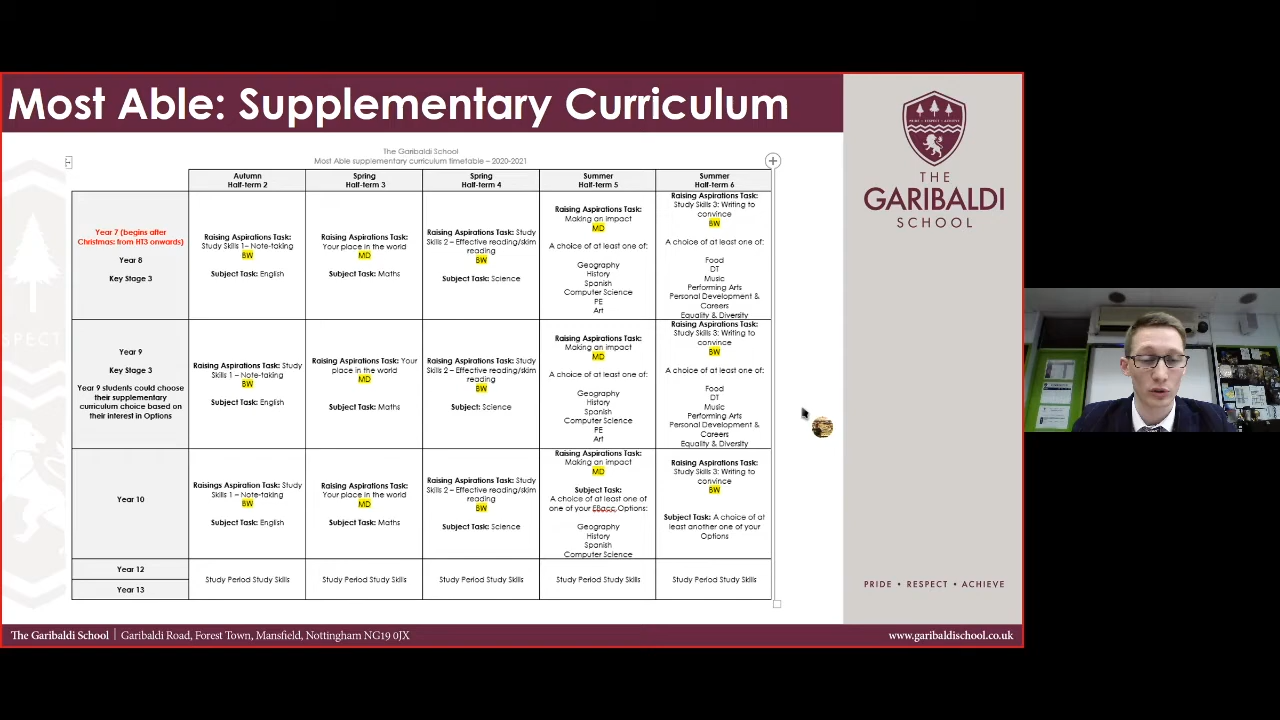 Most Able: Supplementary Curriculum
The Garibaldi School
Most Able supplementary curriculum timetable – 2020-2021
Autumn
Half-term 2
Spring
Half-term 3
Spring
Half-term 4
Summer
Half-term 5
Summer
Half-term 6
Year 7 (begins after
Christmas: from HT3 onwards)
Year 8
Key Stage 3
Raising Aspirations Task:
Study Skills 1– Note-taking
BW
Subject Task: English
Raising Aspirations Task:
Your place in the world
MD
Subject Task: Maths
Raising Aspirations Task: Study
Skills 2 – Effective reading/skim
reading
BW
Subject Task: Science
Raising Aspirations Task:
Making an impact
MD
A choice of at least one of:
Geography
History
Spanish
Computer Science
PE
Art
Raising Aspirations Task:
Study Skills 3: Writing to
convince
BW
A choice of at least one of:
Food
DT
Music
Performing Arts
Personal Development &
Careers
Equality & Diversity
Year 9
Key Stage 3
Year 9 students could choose
their supplementary
curriculum choice based on
their interest in Options
Raising Aspirations Task: Study
Skills 1 – Note-taking
BW
Subject Task: English
Raising Aspirations Task: Your
place in the world
MD
Subject Task: Maths
Raising Aspirations Task: Study
Skills 2 – Effective reading/skim
reading
BW
Subject: Science
Raising Aspirations Task:
Making an impact
MD
A choice of at least one of:
Geography
History
Spanish
Computer Science
PE
Art
Raising Aspirations Task:
Study Skills 3: Writing to
convince
BW
A choice of at least one of:
Food
DT
Music
Performing Arts
Personal Development &
Careers
Equality & Diversity
Year 10
Raisings Aspiration Task: Study
Skills 1 – Note-taking
BW
Subject Task: English
Raising Aspirations Task:
Your place in the world
MD
Subject Task: Maths
Raising Aspirations Task: Study
Skills 2 – Effective reading/skim
reading
BW
Subject Task: Science
Raising Aspirations Task:
Making an impact
MD
Subject Task:
A choice of at least one of
one of your EBacc Options:
Geography
History
Spanish
Computer Science
Raising Aspirations Task:
Study Skills 3: Writing to
convince
BW
Subject Task: A choice of at
least another one of your
Options
Year 12
Year 13
Study Period Study Skills
Study Period Study Skills
Study Period Study Skills
Study Period Study Skills
Study Period Study Skills
SPECT
PRIDE • RESPECT • ACHIEVE
THE
GARIBALDI
SCHOOL
PRIDE • RESPECT • ACHIEVE
The Garibaldi School | Garibaldi Road, Forest Town, Mansfield, Nottingham NG19 0JX
www.garibaldischool.co.uk